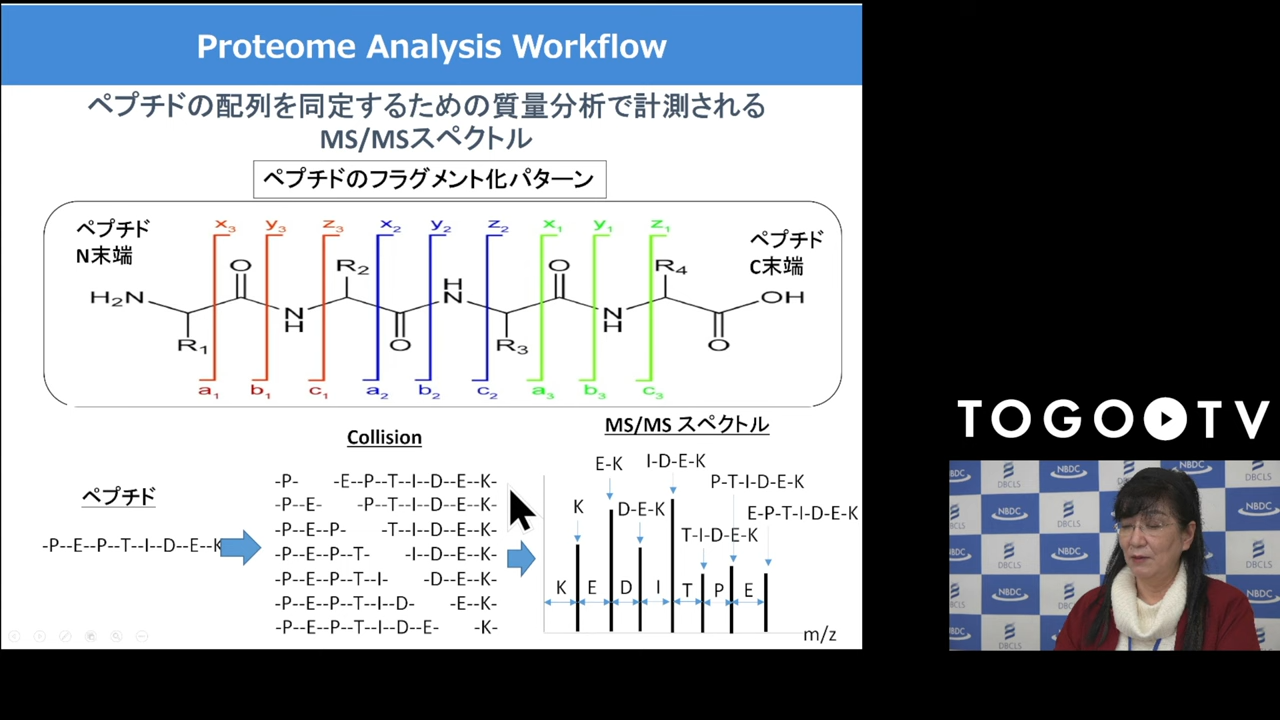 Proteome Analysis Workflow
ペプチドの配列を同定するための質量分析で計測される
MS/MSスペクトル
ペプチドのフラグメント化パターン
ペプチド
N末端
x3 y3 z3 x2 y2 z2 x1 y1 z1
ペプチド
C末端
H2N R1 O N H R2 O H N R3 O N H R4 O OH
a1 b1 c1 a2 b2 c2 a3 b3 c3
ペプチド
-P--E--P--T--I--D--E--K
Collision
-P- -E--P--T--I--D--E--K-
-P--E- -P--T--I--D--E--K-
-P--E--P- -T--I--D--E--K-
-P--E--P--T- -I--D--E--K-
-P--E--P--T--I- -D--E--K-
-P--E--P--T--I--D- -E--K-
-P--E--P--T--I--D--E- -K-
MS/MS スペクトル
E-K I-D-E-K
P-T-I-D-E-K
K D-E-K E-P-T-I-D-E-K
T-I-D-E-K
K E D I T P E
m/z
TOGO TV
NBDC
DBCLS